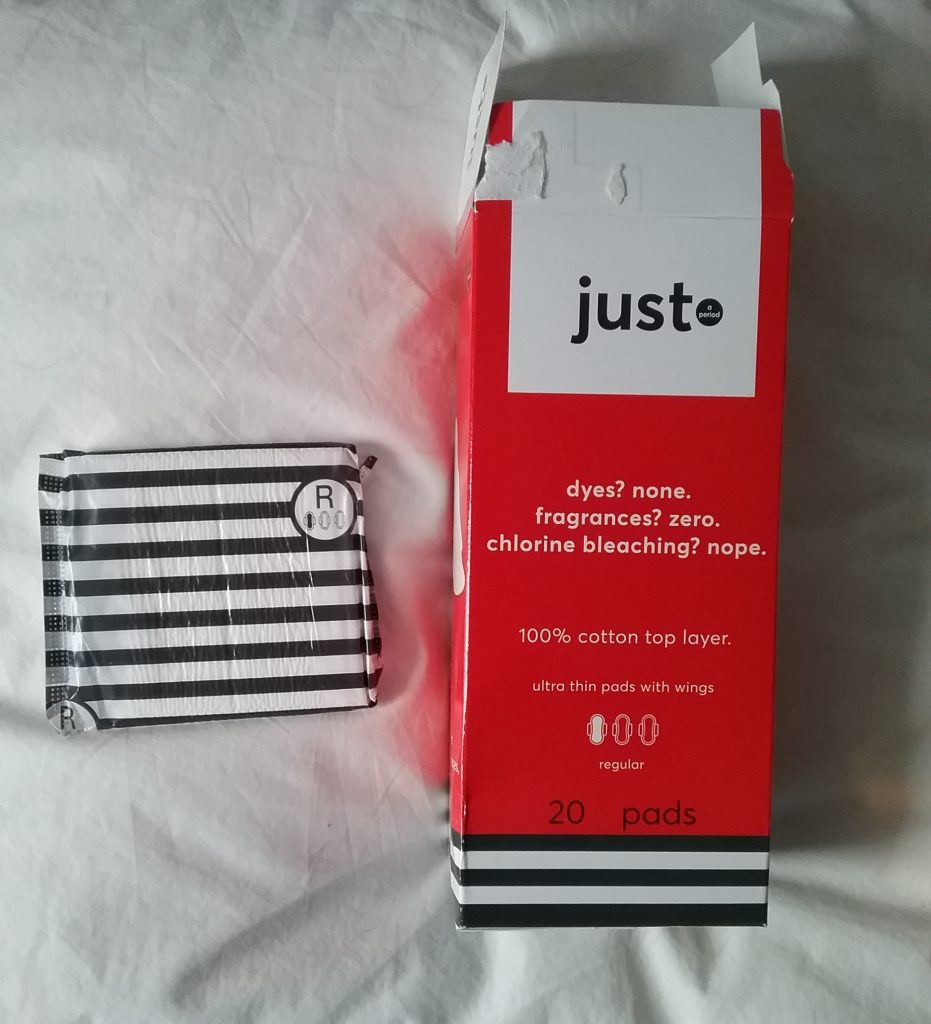 just
a
period
dyes? none.
fragrances? zero.
chlorine bleaching? nope.
100% cotton top layer.
ultra thin pads with wings
regular
20 pads
R
R